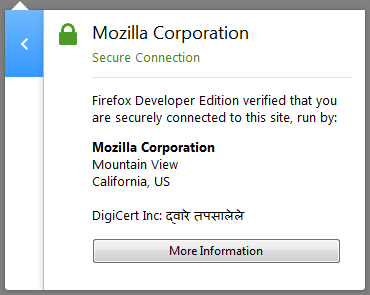 Mozilla Corporation
Secure Connection
Firefox Developer Edition verified that you
are securely connected to this site, run by:
Mozilla Corporation
Mountain View
California, US
DigiCert Inc: द्वारे तपसालेले
More Information